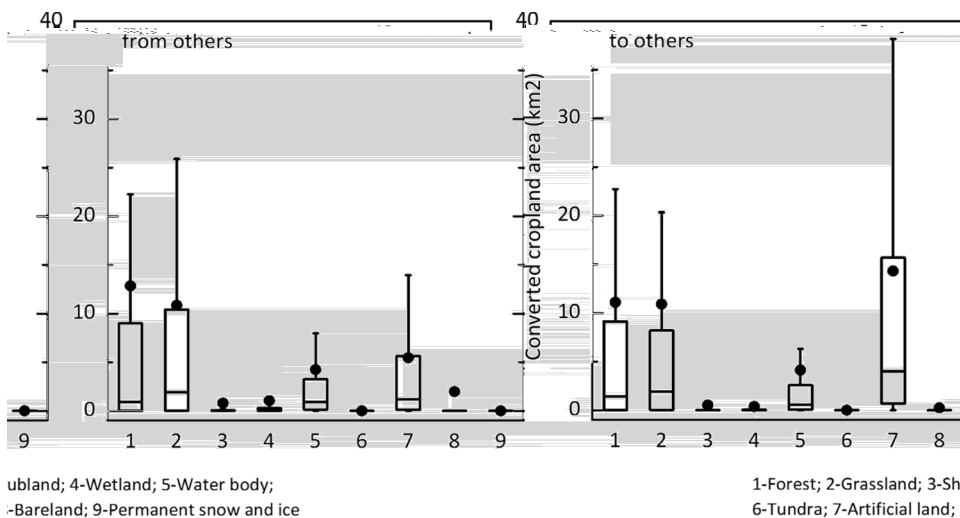 40
from others
30
20
10
0
9
1 2 3 4 5 6 7 8 9
40
to others
Converted cropland area (km2)
30
20
10
0
1 2 3 4 5 6 7 8
ubland; 4-Wetland; 5-Water body;
-Bareland; 9-Permanent snow and ice
1-Forest; 2-Grassland; 3-Sh
6-Tundra; 7-Artificial land;